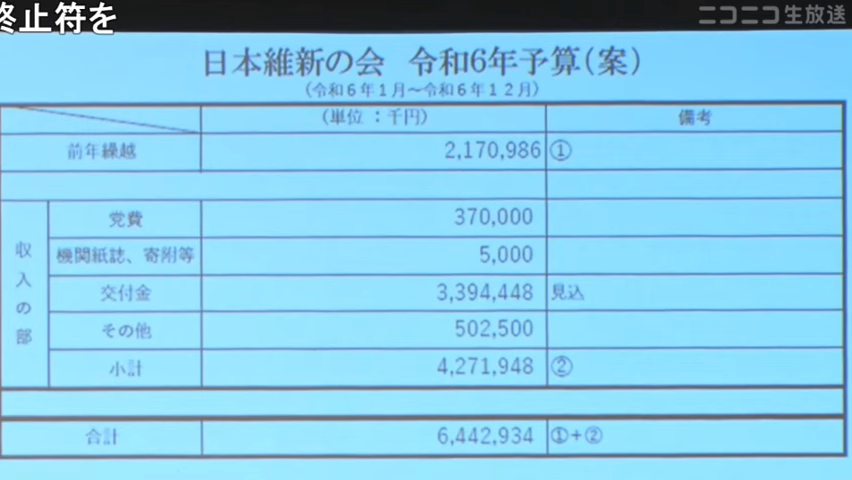 終止符を
ニコニコ生放送
日本維新の会 令和6年予算(案)
(令和6年1月~令和6年12月)
(単位:千円) 備考
前年繰越 2,170,986 ①
収入の部
党費 370,000
機関紙誌、寄附等 5,000
交付金 3,394,448 見込
その他 502,500
小計 4,271,948 ②
合計 6,442,934 ①+②